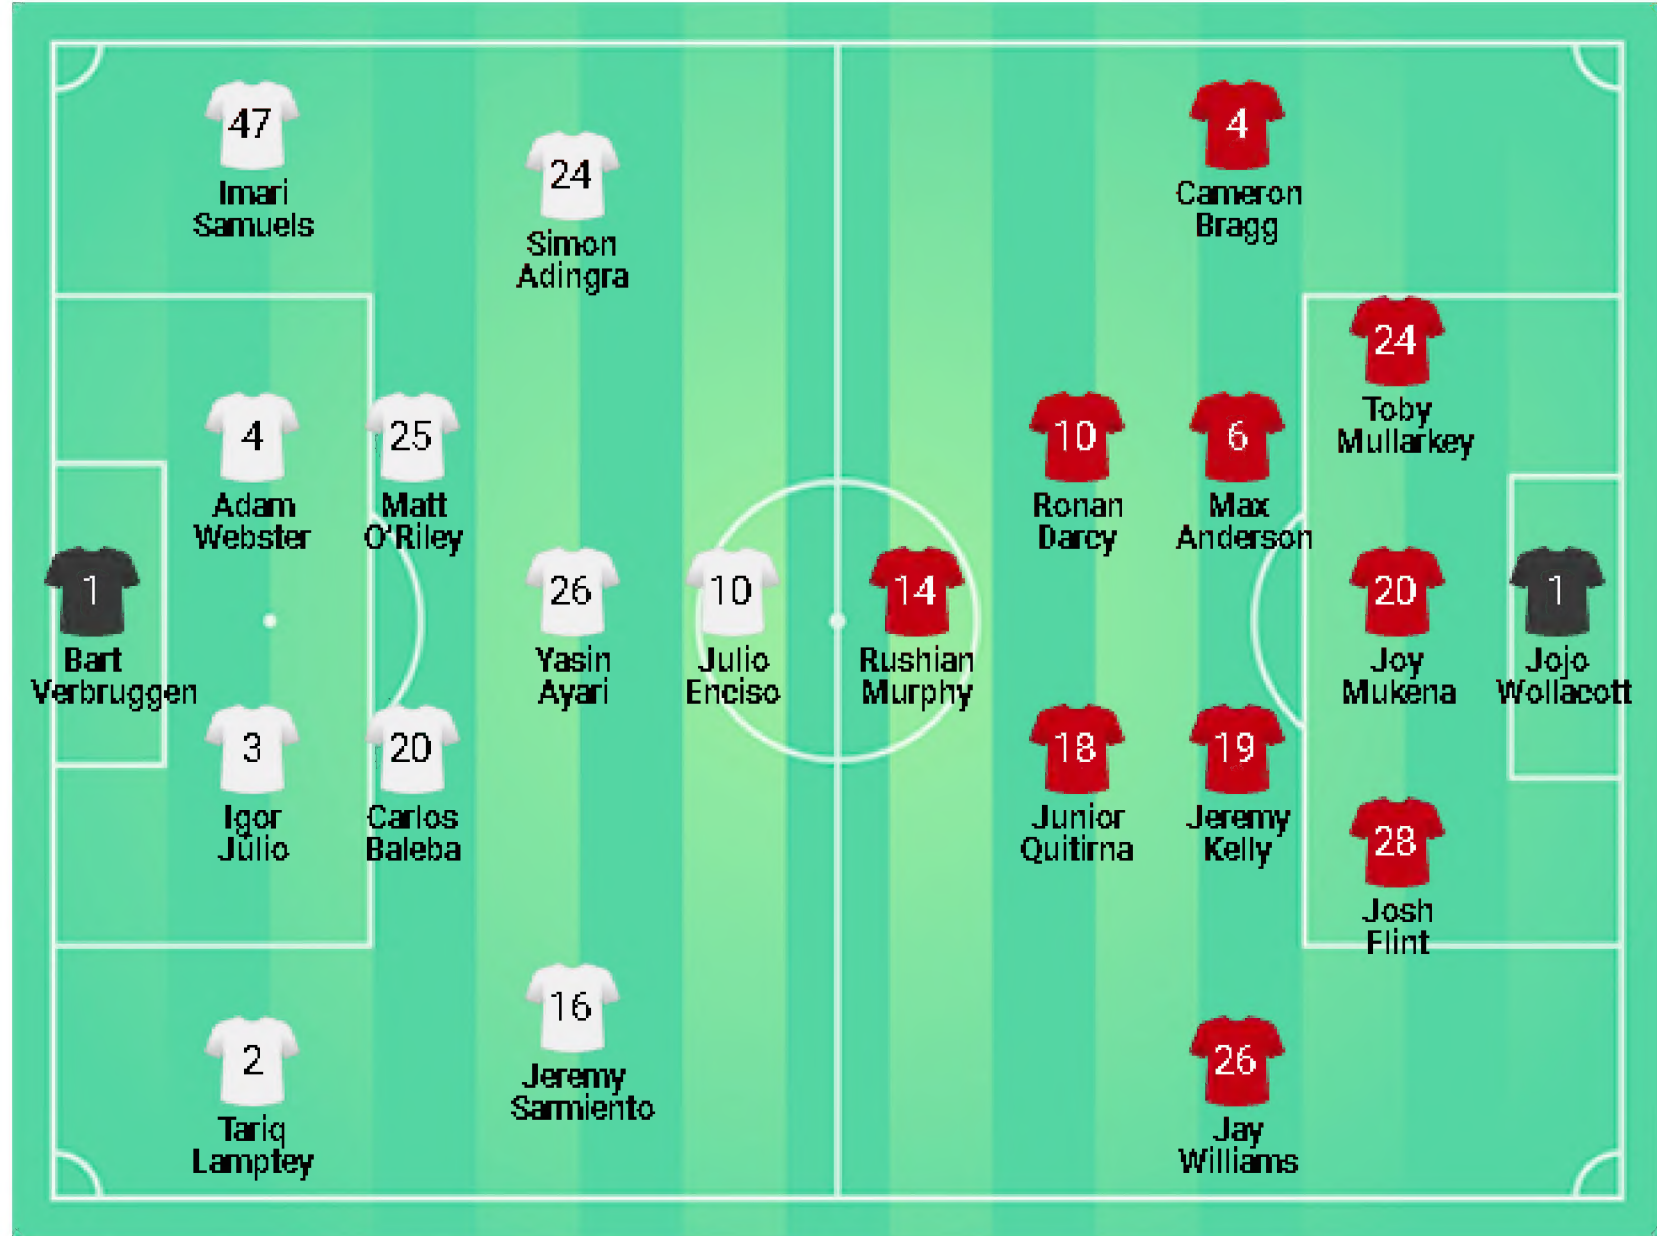 47
Imari
Samuels
24
Simon
Adingra
4
Adam
Webster
25
Matt
O'Riley
1
Bart
Verbruggen
26
Yasin
Ayari
10
Julio
Enciso
3
Igor
Júlio
20
Carlos
Baleba
16
Jeremy
Sarmiento
2
Tariq
Lamptey
4
Cameron
Bragg
24
Toby
Mullarkey
10
Ronan
Darcy
6
Max
Anderson
14
Rushian
Murphy
20
Joy
Mukena
1
Jojo
Wollacott
18
Junior
Quitirna
19
Jeremy
Kelly
28
Josh
Flint
26
Jay
Williams